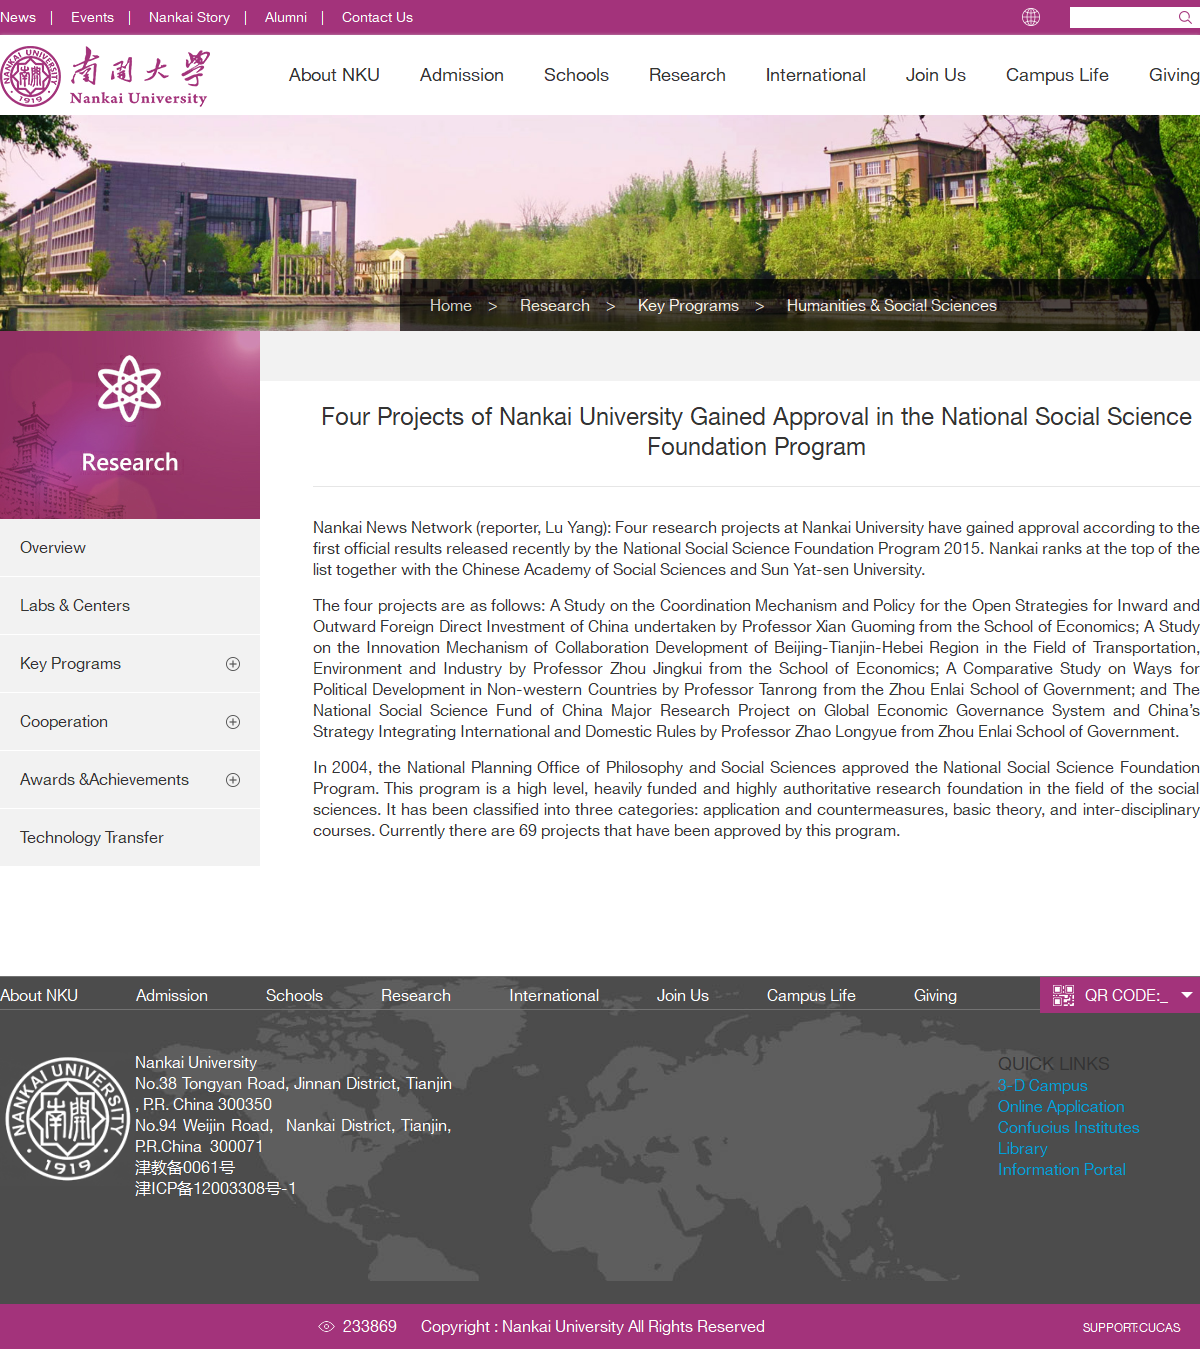 News | Events | Nankai Story | Alumni | Contact Us
NANKAI UNIVERSITY
南開
1919
南開大學
Nankai University
About NKU Admission Schools Research International Join Us Campus Life Giving
Home > Research > Key Programs > Humanities & Social Sciences
Research
Overview
Labs & Centers
Key Programs
Cooperation
Awards &Achievements
Technology Transfer
Four Projects of Nankai University Gained Approval in the National Social Science
Foundation Program
Nankai News Network (reporter, Lu Yang): Four research projects at Nankai University have gained approval according to the
first official results released recently by the National Social Science Foundation Program 2015. Nankai ranks at the top of the
list together with the Chinese Academy of Social Sciences and Sun Yat-sen University.
The four projects are as follows: A Study on the Coordination Mechanism and Policy for the Open Strategies for Inward and
Outward Foreign Direct Investment of China undertaken by Professor Xian Guoming from the School of Economics; A Study
on the Innovation Mechanism of Collaboration Development of Beijing-Tianjin-Hebei Region in the Field of Transportation,
Environment and Industry by Professor Zhou Jingkui from the School of Economics; A Comparative Study on Ways for
Political Development in Non-western Countries by Professor Tanrong from the Zhou Enlai School of Government; and The
National Social Science Fund of China Major Research Project on Global Economic Governance System and China's
Strategy Integrating International and Domestic Rules by Professor Zhao Longyue from Zhou Enlai School of Government.
In 2004, the National Planning Office of Philosophy and Social Sciences approved the National Social Science Foundation
Program. This program is a high level, heavily funded and highly authoritative research foundation in the field of the social
sciences. It has been classified into three categories: application and countermeasures, basic theory, and inter-disciplinary
courses. Currently there are 69 projects that have been approved by this program.
About NKU Admission Schools Research International Join Us Campus Life Giving QR CODE:_
NANKAI UNIVERSITY
南開
1919
Nankai University
No.38 Tongyan Road, Jinnan District, Tianjin
, P.R. China 300350
No.94 Weijin Road, Nankai District, Tianjin,
P.R.China 300071
津教备0061号
津ICP备12003308号-1
QUICK LINKS
3-D Campus
Online Application
Confucius Institutes
Library
Information Portal
233869 Copyright : Nankai University All Rights Reserved SUPPORT:CUCAS